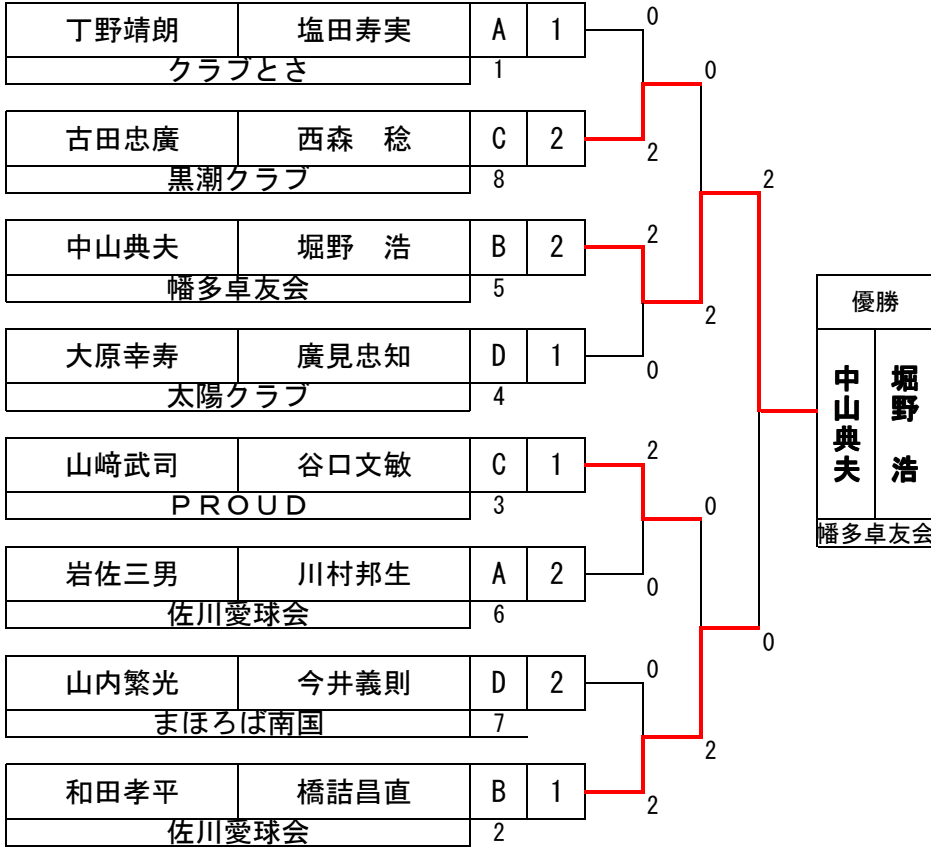 丁野靖朗 塩田寿実 A 1
クラブとさ 1
古田忠廣 西森 稔 C 2
黒潮クラブ 8
中山典夫 堀野 浩 B 2
幡多卓友会 5
大原幸寿 廣見忠知 D 1
太陽クラブ 4
山﨑武司 谷口文敏 C 1
ＰＲＯＵＤ 3
岩佐三男 川村邦生 A 2
佐川愛球会 6
山内繁光 今井義則 D 2
まほろば南国 7
和田孝平 橋詰昌直 B 1
佐川愛球会 2
0
2
2
0
2
0
0
2
0
2
0
2
2
0
優勝
中山典夫
堀野 浩
幡多卓友会